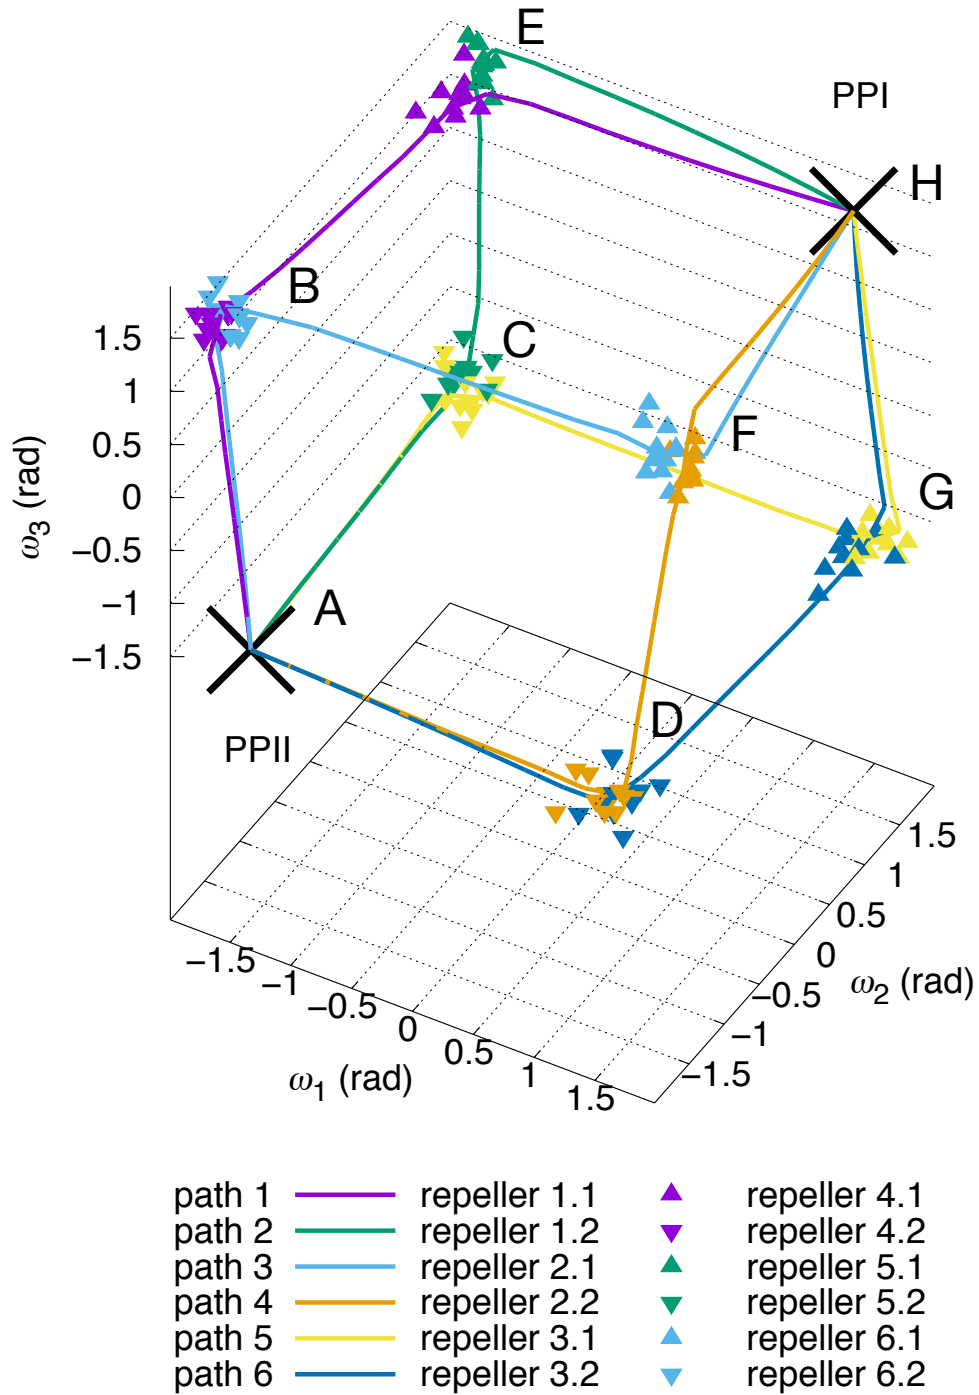 E
PPI
H
B
C
1.5
1
0.5
0
−0.5
−1
−1.5
ω3 (rad)
F
G
A
D
PPII
1.5
1
0.5
0
−0.5
−1
−1.5
ω2 (rad)
−1.5
−1
−0.5
0
0.5
1
1.5
ω1 (rad)
path 1 repeller 1.1 repeller 4.1
path 2 repeller 1.2 repeller 4.2
path 3 repeller 2.1 repeller 5.1
path 4 repeller 2.2 repeller 5.2
path 5 repeller 3.1 repeller 6.1
path 6 repeller 3.2 repeller 6.2